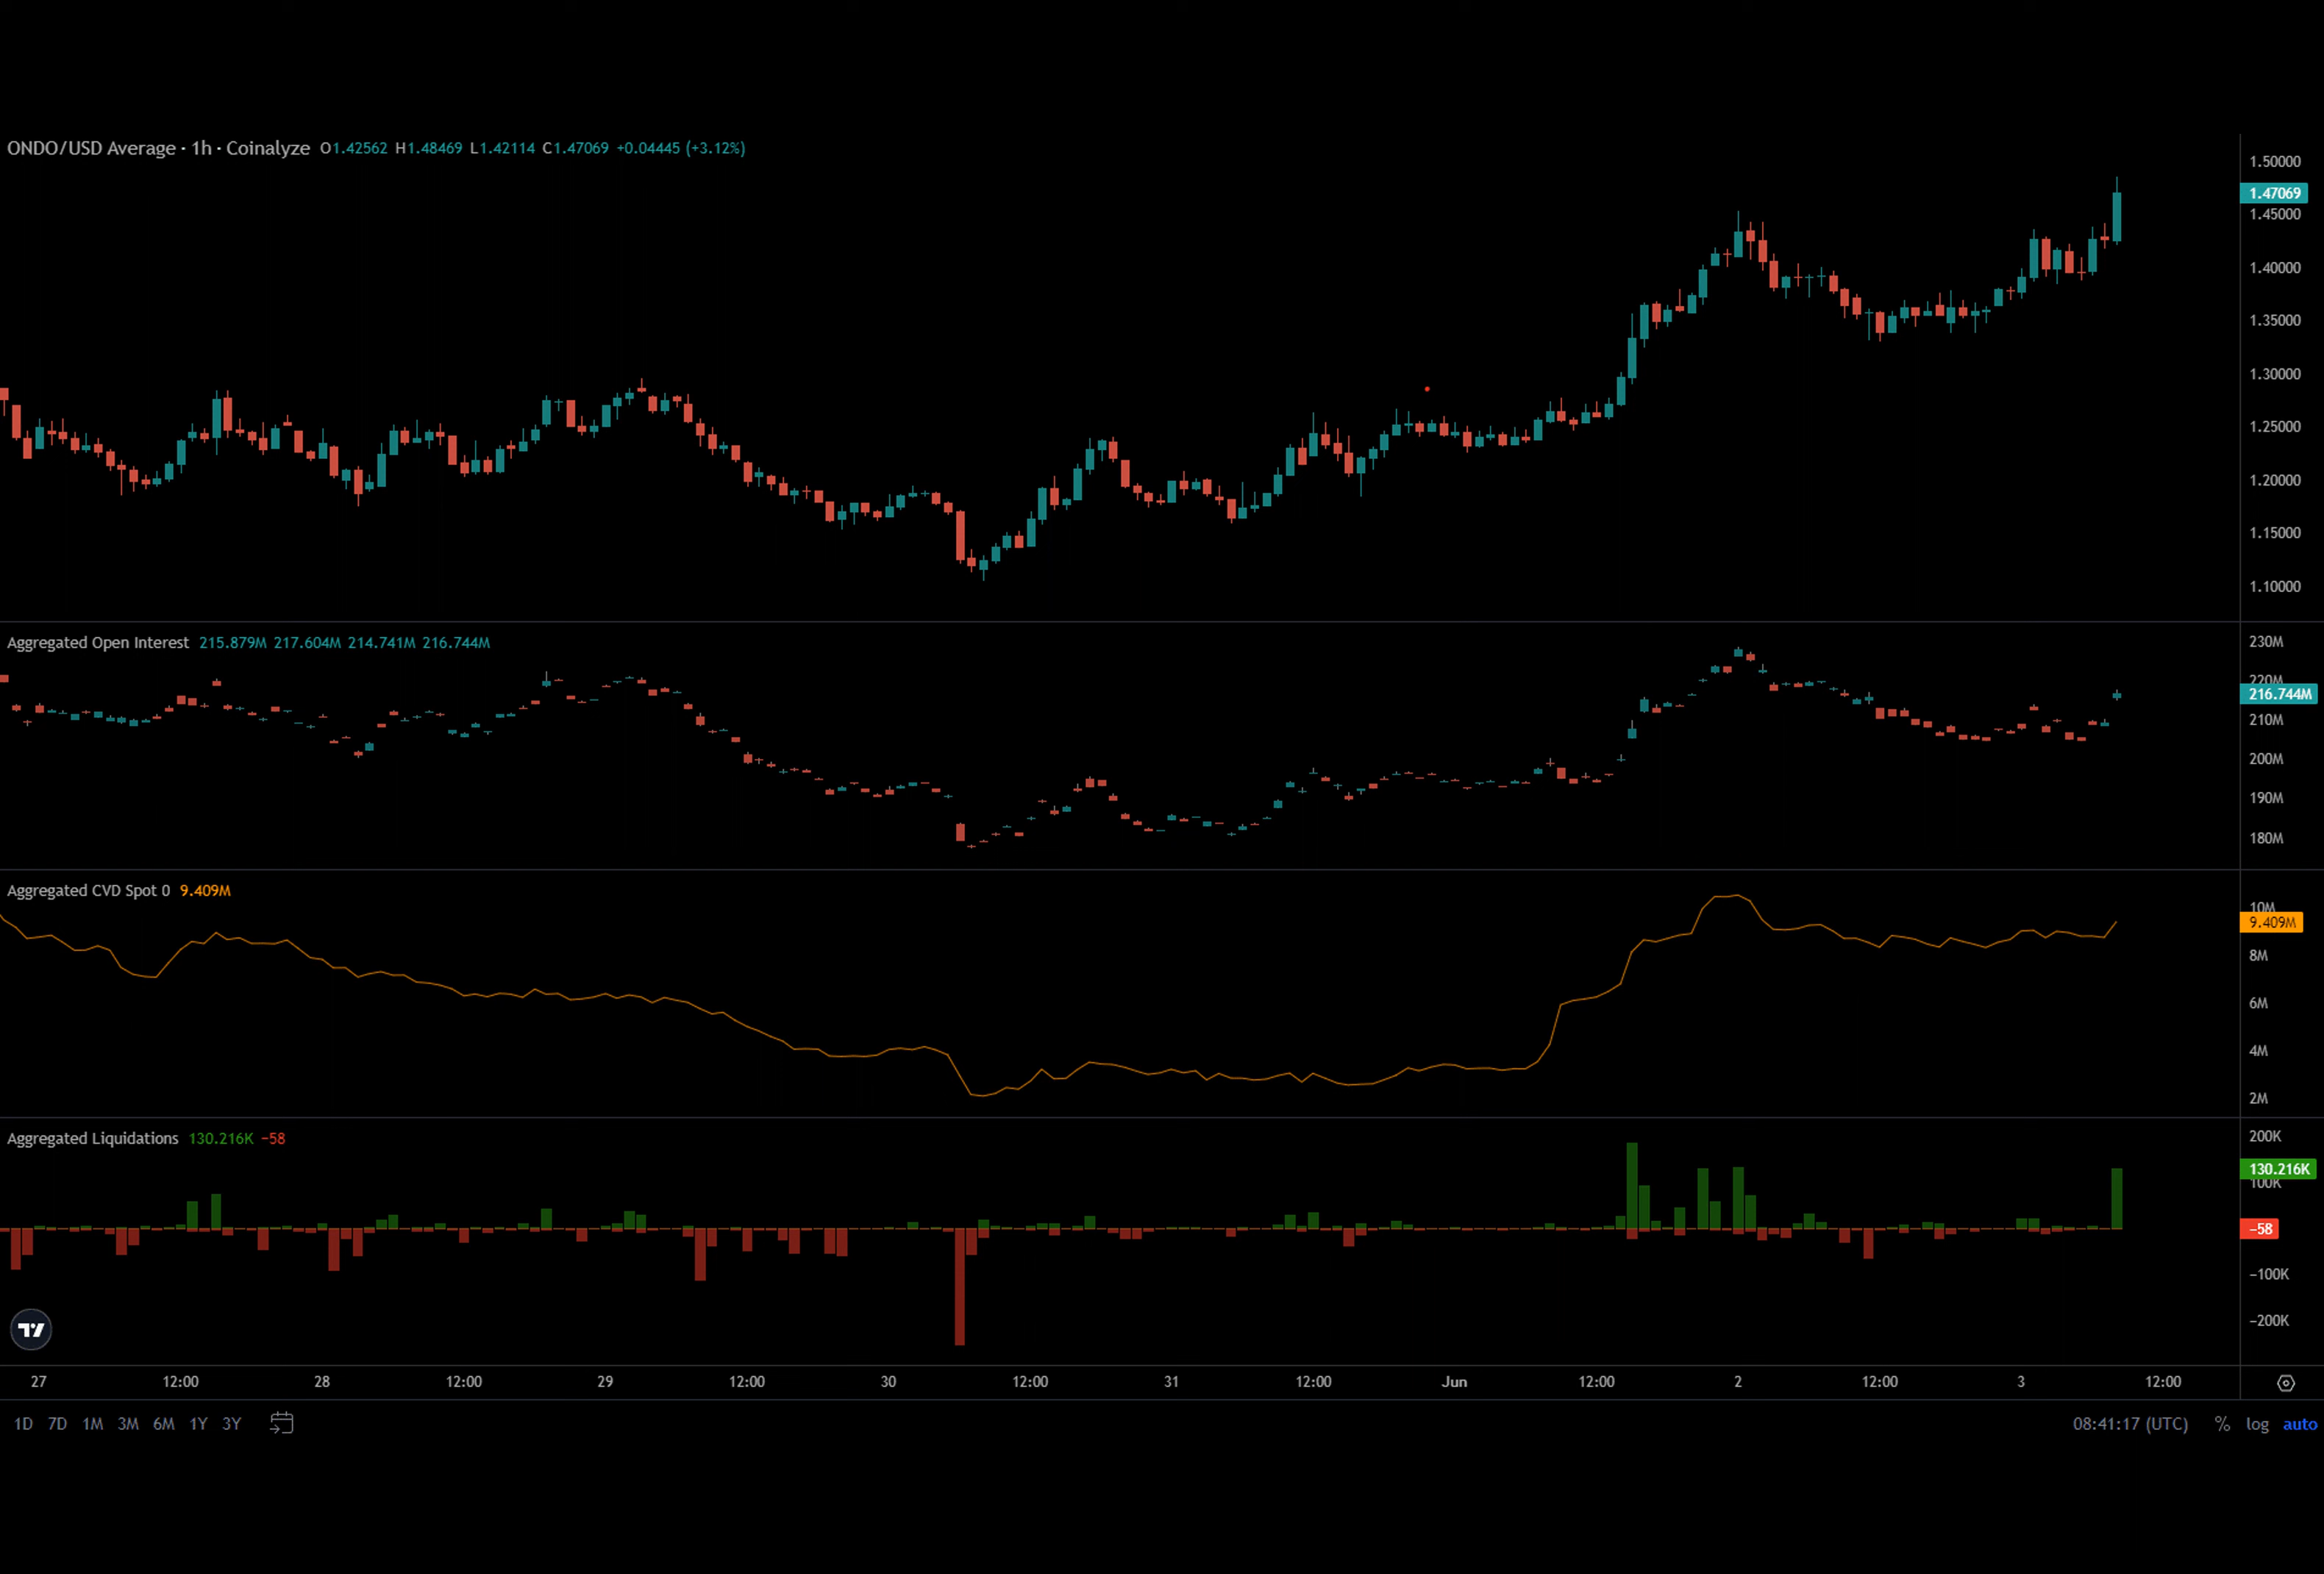 ONDO/USD Average · 1h · Coinalyze O1.42562 H1.48469 L1.42114 C1.47069 +0.04445 (+3.12%)
1.50000
1.47069
1.45000
1.40000
1.35000
1.30000
1.25000
1.20000
1.15000
1.10000
Aggregated Open Interest 215.879M 217.604M 214.741M 216.744M
230M
220M
216.744M
210M
200M
190M
180M
Aggregated CVD Spot 0 9.409M
10M
9.409M
8M
6M
4M
2M
Aggregated Liquidations 130.216K −58
200K
130.216K
100K
−58
−100K
−200K
27 12:00 28 12:00 29 12:00 30 12:00 31 12:00 Jun 12:00 2 12:00 3 12:00
1D 7D 1M 3M 6M 1Y 3Y 08:41:17 (UTC) % log auto